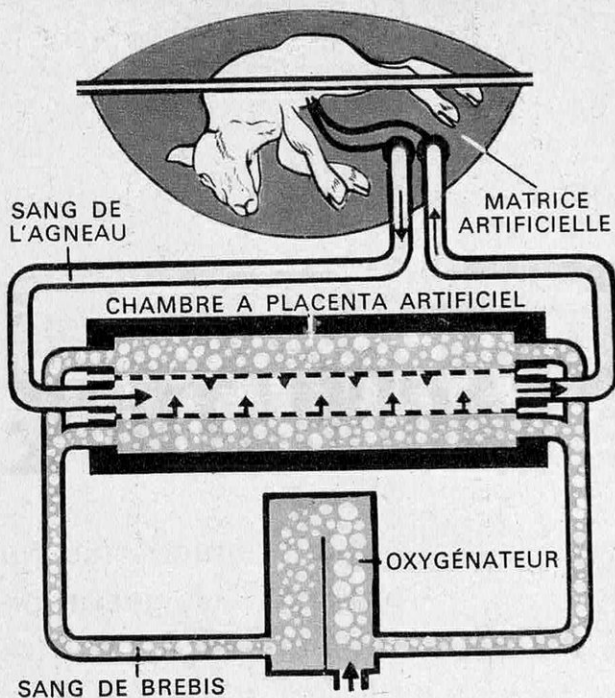 SANG DE
L'AGNEAU
MATRICE
ARTIFICIELLE
CHAMBRE A PLACENTA ARTIFICIEL
OXYGÉNATEUR
SANG DE BREBIS